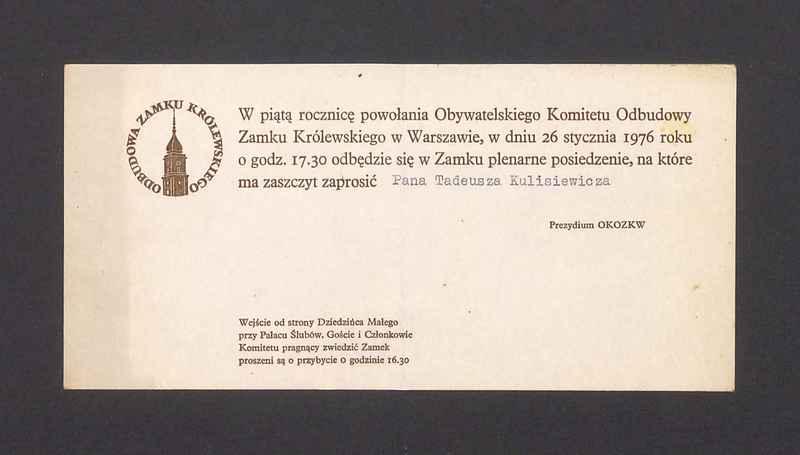 ODBUDOWA ZAMKU KRÓLEWSKIEGO
W piątą rocznicę powołania Obywatelskiego Komitetu Odbudowy
Zamku Królewskiego w Warszawie, w dniu 26 stycznia 1976 roku
o godz. 17.30 odbędzie się w Zamku plenarne posiedzenie, na które
ma zaszczyt zaprosić Pana Tadeusza Kulisiewicza
Prezydium OKOZKW
Wejście od strony Dziedzińca Małego
przy Pałacu Ślubów. Goście i Członkowie
Komitetu pragnący zwiedzić Zamek
proszeni są o przybycie o godzinie 16.30